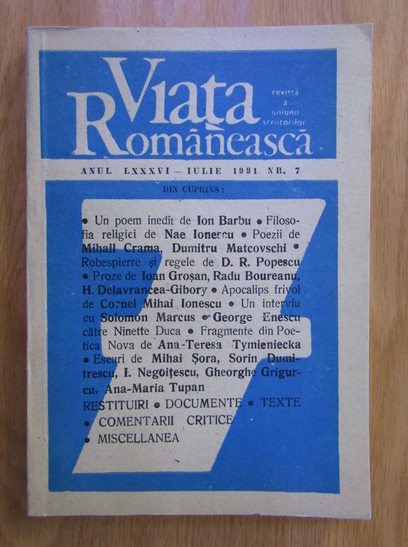 Viața
Românească
revistă
a
uniunii
scriitorilor
ANUL LXXXVI — IULIE 1991 NR. 7
DIN CUPRINS :
• Un poem inedit de Ion Barbu • Filoso-
fia religici de Nae Ionescu • Poezii de
Mihail Crama, Dumitru Matcovschi •
Robespierre și regele de D. R. Popescu
• Proze de Ioan Groșan, Radu Boureanu,
H. Delavrancea-Gibory • Apocalips frivol
de Cornel Mihai Ionescu • Un interviu
cu Solomon Marcus • George Enescu
către Ninette Duca • Fragmente din Poe-
tica Nova de Ana-Teresa Tymieniecka
• Eseuri de Mihai Șora, Sorin Dumi-
trescu, I. Negoițescu, Gheorghe Grigur-
cu, Ana-Maria Tupan
RESTITUIRI • DOCUMENTE • TEXTE
• COMENTARII CRITICE
• MISCELLANEA